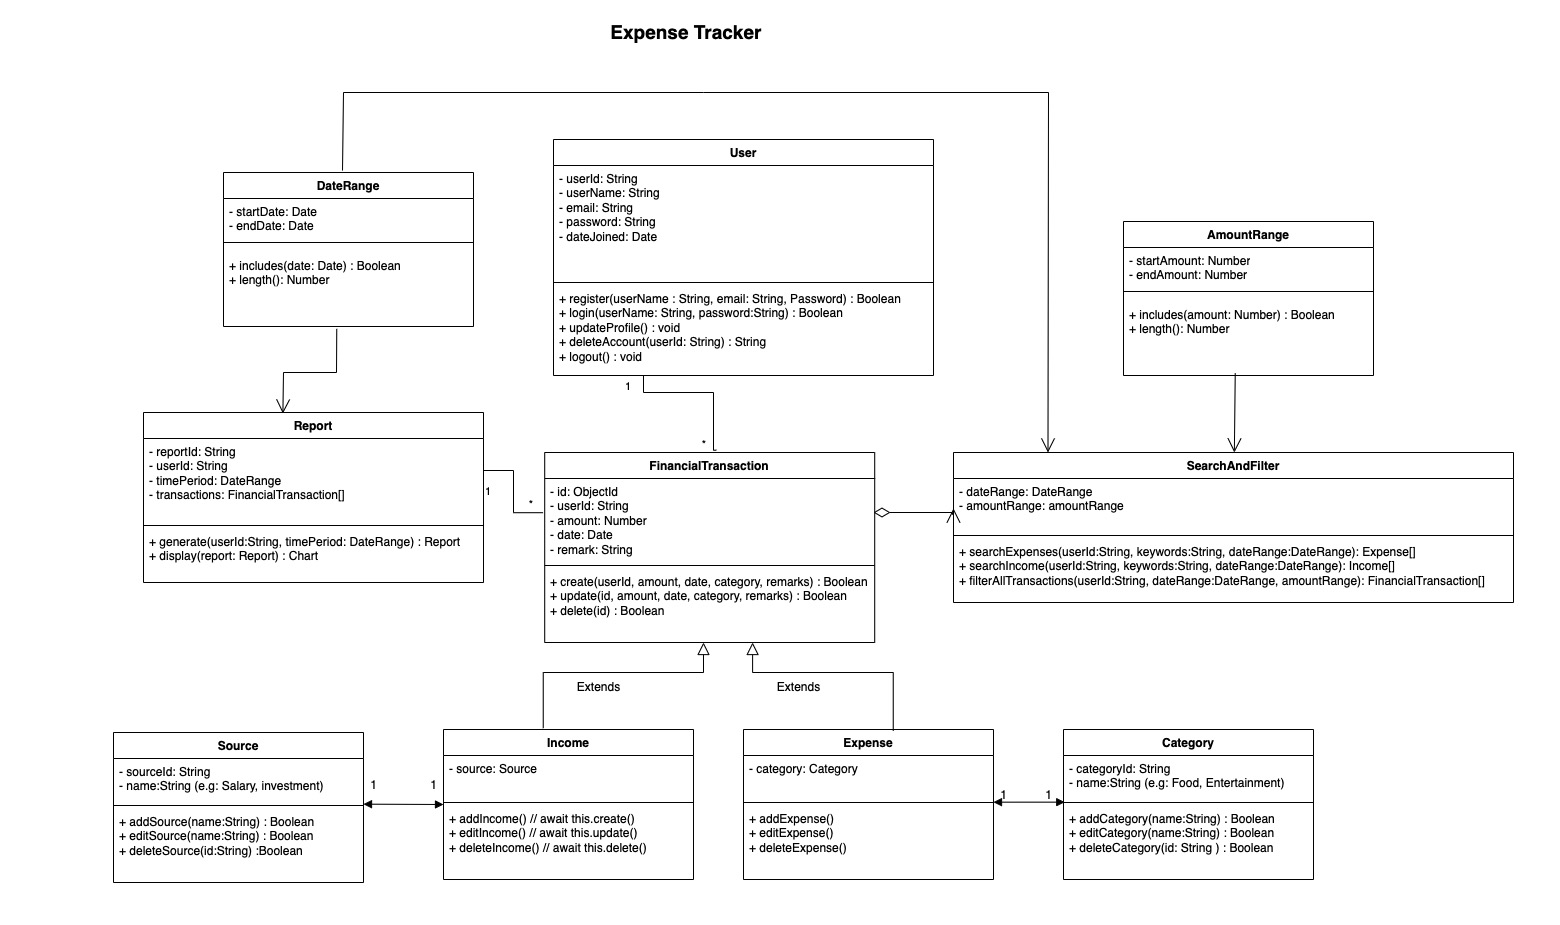 Expense Tracker
DateRange
- startDate: Date
- endDate: Date
+ includes(date: Date) : Boolean
+ length(): Number
User
- userId: String
- userName: String
- email: String
- password: String
- dateJoined: Date
+ register(userName : String, email: String, Password) : Boolean
+ login(userName: String, password:String) : Boolean
+ updateProfile() : void
+ deleteAccount(userId: String) : String
+ logout() : void
AmountRange
- startAmount: Number
- endAmount: Number
+ includes(amount: Number) : Boolean
+ length(): Number
1
*
Report
- reportId: String
- userId: String
- timePeriod: DateRange
- transactions: FinancialTransaction[]
+ generate(userId:String, timePeriod: DateRange) : Report
+ display(report: Report) : Chart
1
*
FinancialTransaction
- id: ObjectId
- userId: String
- amount: Number
- date: Date
- remark: String
+ create(userId, amount, date, category, remarks) : Boolean
+ update(id, amount, date, category, remarks) : Boolean
+ delete(id) : Boolean
SearchAndFilter
- dateRange: DateRange
- amountRange: amountRange
+ searchExpenses(userId:String, keywords:String, dateRange:DateRange): Expense[]
+ searchIncome(userId:String, keywords:String, dateRange:DateRange): Income[]
+ filterAllTransactions(userId:String, dateRange:DateRange, amountRange): FinancialTransaction[]
Extends
Extends
Source
- sourceId: String
- name:String (e.g: Salary, investment)
+ addSource(name:String) : Boolean
+ editSource(name:String) : Boolean
+ deleteSource(id:String) :Boolean
1
1
Income
- source: Source
+ addIncome() // await this.create()
+ editIncome() // await this.update()
+ deleteIncome() // await this.delete()
Expense
- category: Category
+ addExpense()
+ editExpense()
+ deleteExpense()
1
1
Category
- categoryId: String
- name:String (e.g: Food, Entertainment)
+ addCategory(name:String) : Boolean
+ editCategory(name:String) : Boolean
+ deleteCategory(id: String ) : Boolean